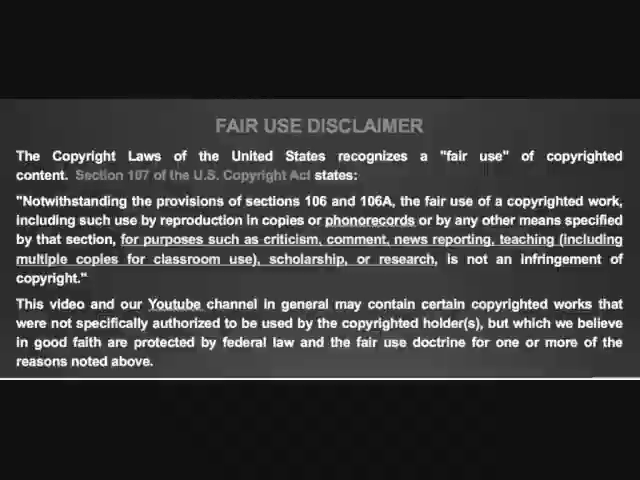 FAIR USE DISCLAIMER
The Copyright Laws of the United States recognizes a "fair use" of copyrighted
content. Section 107 of the U.S. Copyright Act states:
"Notwithstanding the provisions of sections 106 and 106A, the fair use of a copyrighted work,
including such use by reproduction in copies or phonorecords or by any other means specified
by that section, for purposes such as criticism, comment, news reporting, teaching (including
multiple copies for classroom use), scholarship, or research, is not an infringement of
copyright."
This video and our Youtube channel in general may contain certain copyrighted works that
were not specifically authorized to be used by the copyrighted holder(s), but which we believe
in good faith are protected by federal law and the fair use doctrine for one or more of the
reasons noted above.